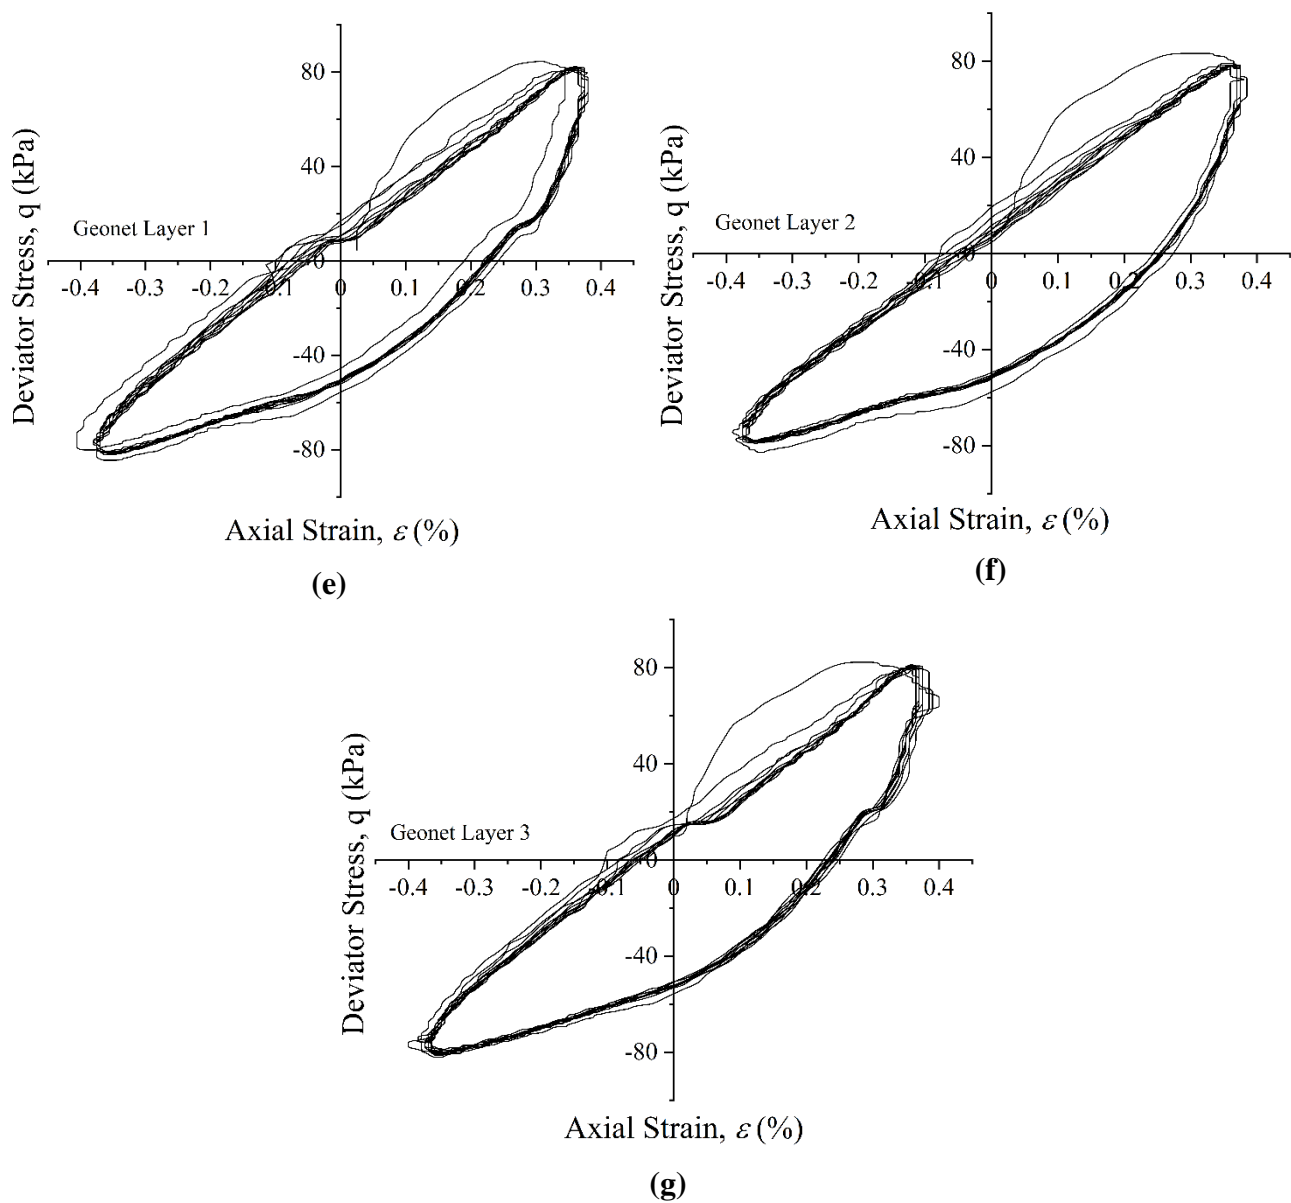 Deviator Stress, q (kPa)
80
40
0
-40
-80
-0.4 -0.3 -0.2 -0.1 0 0.1 0.2 0.3 0.4
Geonet Layer 1
Axial Strain, ε (%)
(e)
Deviator Stress, q (kPa)
80
40
0
-40
-80
-0.4 -0.3 -0.2 -0.1 0.0 0.1 0.2 0.3 0.4
Geonet Layer 2
Axial Strain, ε (%)
(f)
Deviator Stress, q (kPa)
80
40
0
-40
-80
-0.4 -0.3 -0.2 -0.1 0 0.1 0.2 0.3 0.4
Geonet Layer 3
Axial Strain, ε (%)
(g)